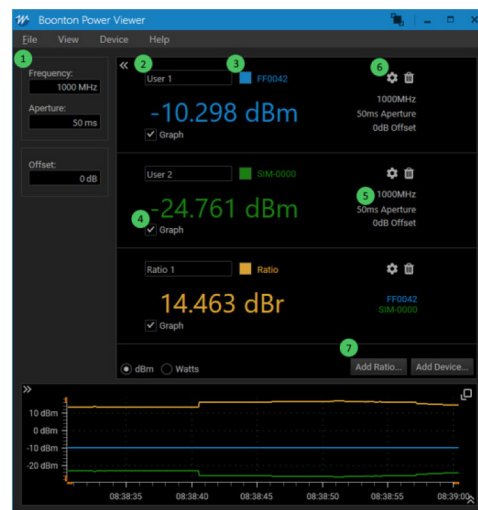 Boonton Power Viewer
File View Device Help
1
2
3
6
Frequency:
1000 MHz
Aperture:
50 ms
Offset:
0 dB
User 1
FF0042
-10.298 dBm
Graph
1000MHz
50ms Aperture
0dB Offset
User 2
SIM-0000
-24.761 dBm
4
Graph
5
1000MHz
50ms Aperture
0dB Offset
Ratio 1
Ratio
14.463 dBr
Graph
FF0042
SIM-0000
7
dBm Watts
Add Ratio... Add Device...
10 dBm
0 dBm
-10 dBm
-20 dBm
08:38:35 08:38:40 08:38:45 08:38:50 08:38:55 08:39:00